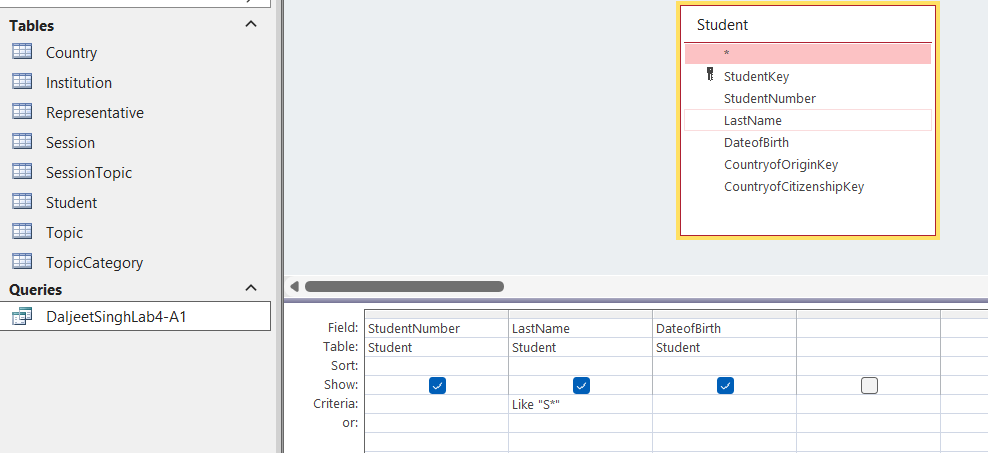 Tables
Country
Institution
Representative
Session
SessionTopic
Student
Topic
TopicCategory
Queries
DaljeetSinghLab4-A1
Student
*
StudentKey
StudentNumber
LastName
DateofBirth
CountryofOriginKey
CountryofCitizenshipKey
Field: StudentNumber LastName DateofBirth
Table: Student Student Student
Sort:
Show:
Criteria: Like "S*"
or: